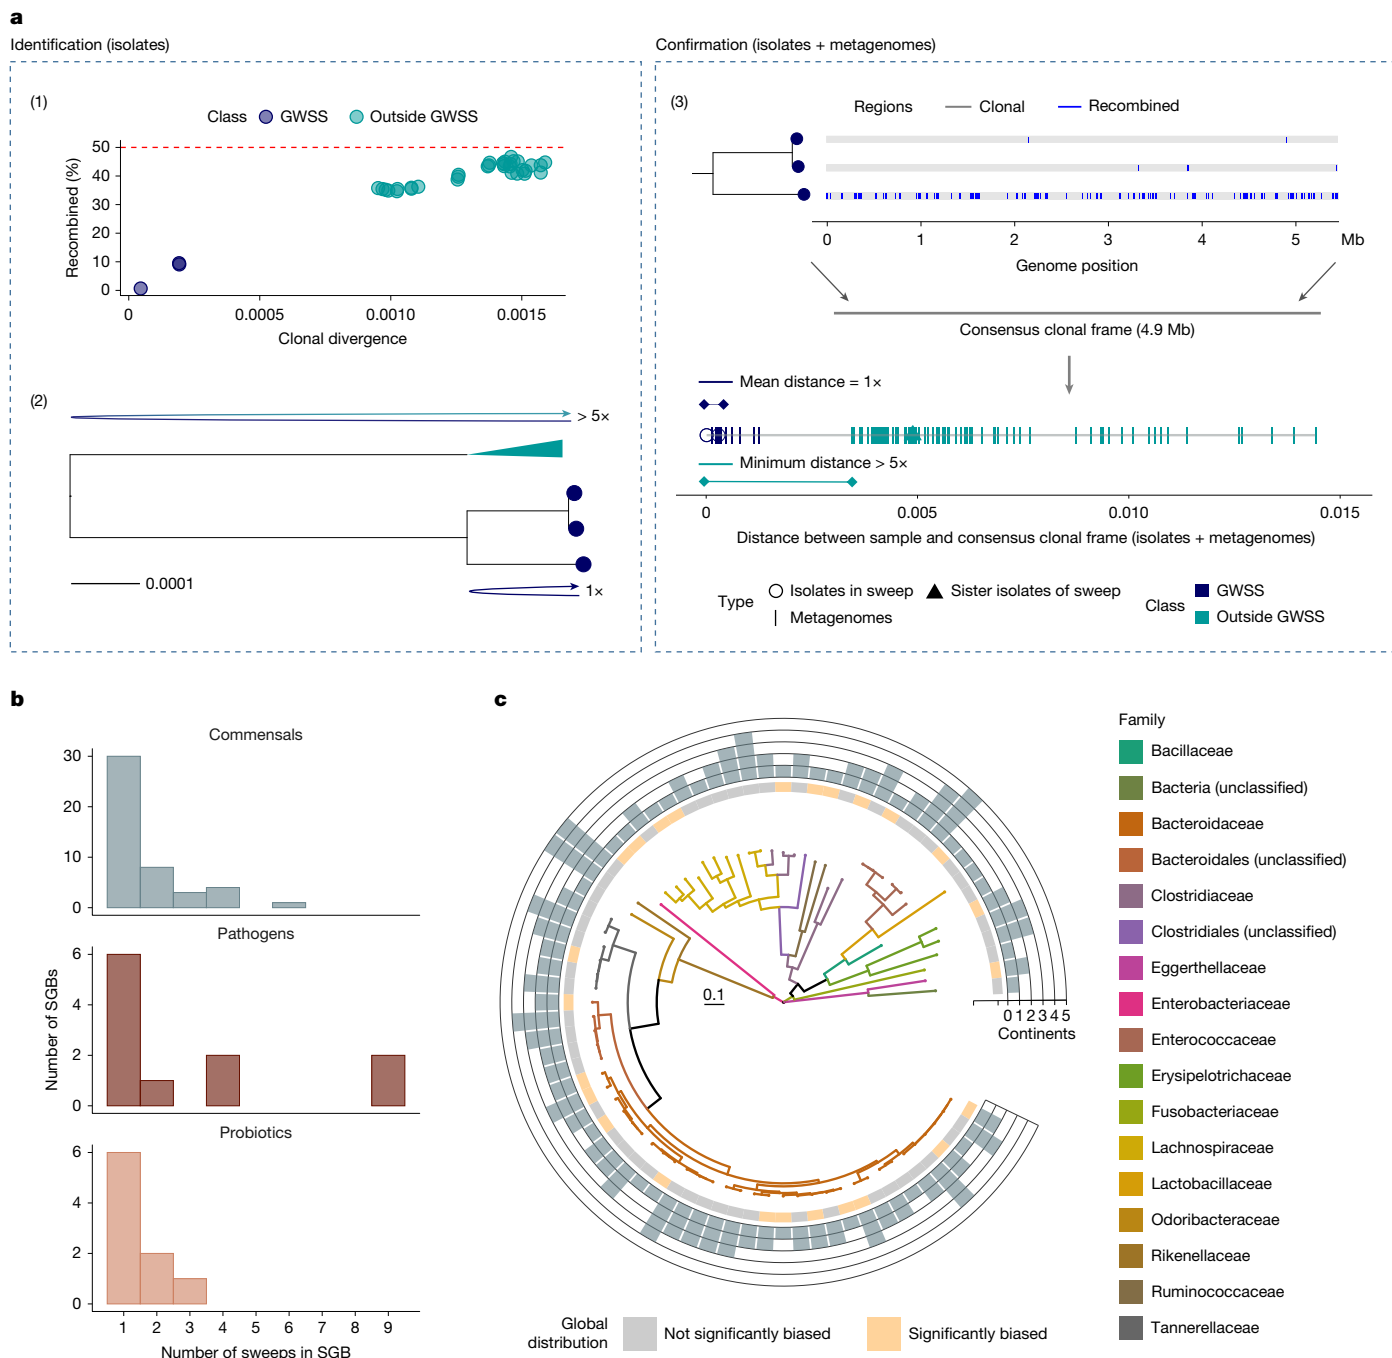 a
Identification (isolates)
(1)
Class GWSS Outside GWSS
Recombined (%)
50
40
30
20
10
0
0 0.0005 0.0010 0.0015
Clonal divergence
(2)
> 5×
0.0001
1×
Confirmation (isolates + metagenomes)
(3)
Regions Clonal Recombined
0 1 2 3 4 5 Mb
Genome position
Consensus clonal frame (4.9 Mb)
Mean distance = 1×
Minimum distance > 5×
0 0.005 0.010 0.015
Distance between sample and consensus clonal frame (isolates + metagenomes)
Type Isolates in sweep Sister isolates of sweep
Metagenomes
Class GWSS
Outside GWSS
b
Commensals
30
20
10
0
Pathogens
6
4
2
0
Number of SGBs
Probiotics
6
4
2
0
1 2 3 4 5 6 7 8 9
Number of sweeps in SGB
c
0.1
0 1 2 3 4 5
Continents
Global distribution
Not significantly biased
Significantly biased
Family
Bacillaceae
Bacteria (unclassified)
Bacteroidaceae
Bacteroidales (unclassified)
Clostridiaceae
Clostridiales (unclassified)
Eggerthellaceae
Enterobacteriaceae
Enterococcaceae
Erysipelotrichaceae
Fusobacteriaceae
Lachnospiraceae
Lactobacillaceae
Odoribacteraceae
Rikenellaceae
Ruminococcaceae
Tannerellaceae